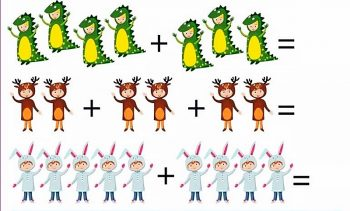 + =
+ + =
+ =